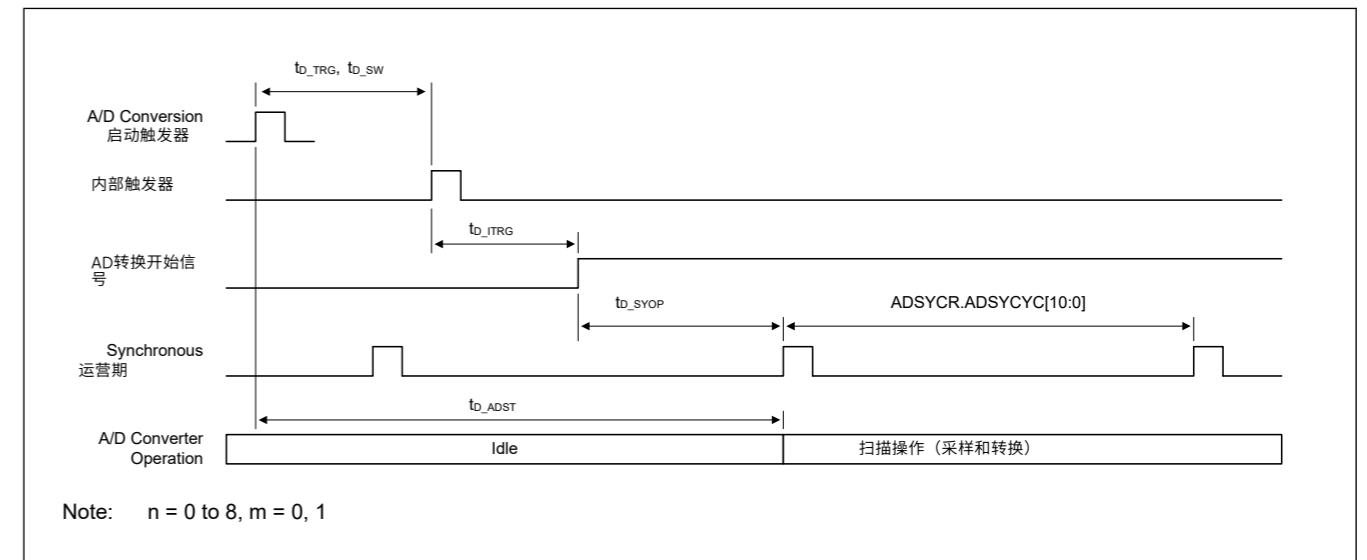 tD_TRG, tD_SW
A/D Conversion
启动触发器
内部触发器
tD_ITRG
AD转换开始信
号
tD_SYOP
ADSYCR.ADSYCYC[10:0]
Synchronous
运营期
tD_ADST
A/D Converter
Operation
Idle
扫描操作（采样和转换）
Note: n = 0 to 8, m = 0, 1